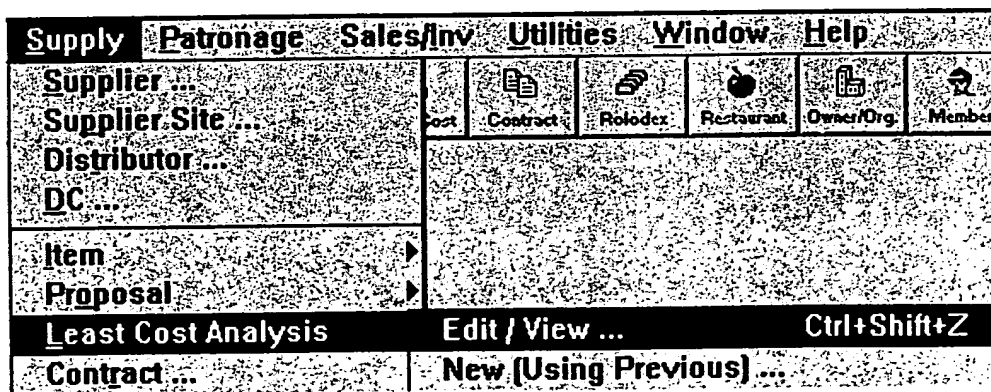 Supply Patronage Sales/Inv Utilities Window Help
Supplier ...
Supplier Site ...
Distributor ...
DC ...
Contract Rolodex Restaurant Owner/Org Member
Item
Proposal
Least Cost Analysis Edit / View ... Ctrl+Shift+Z
Contract ... New (Using Previous) ...